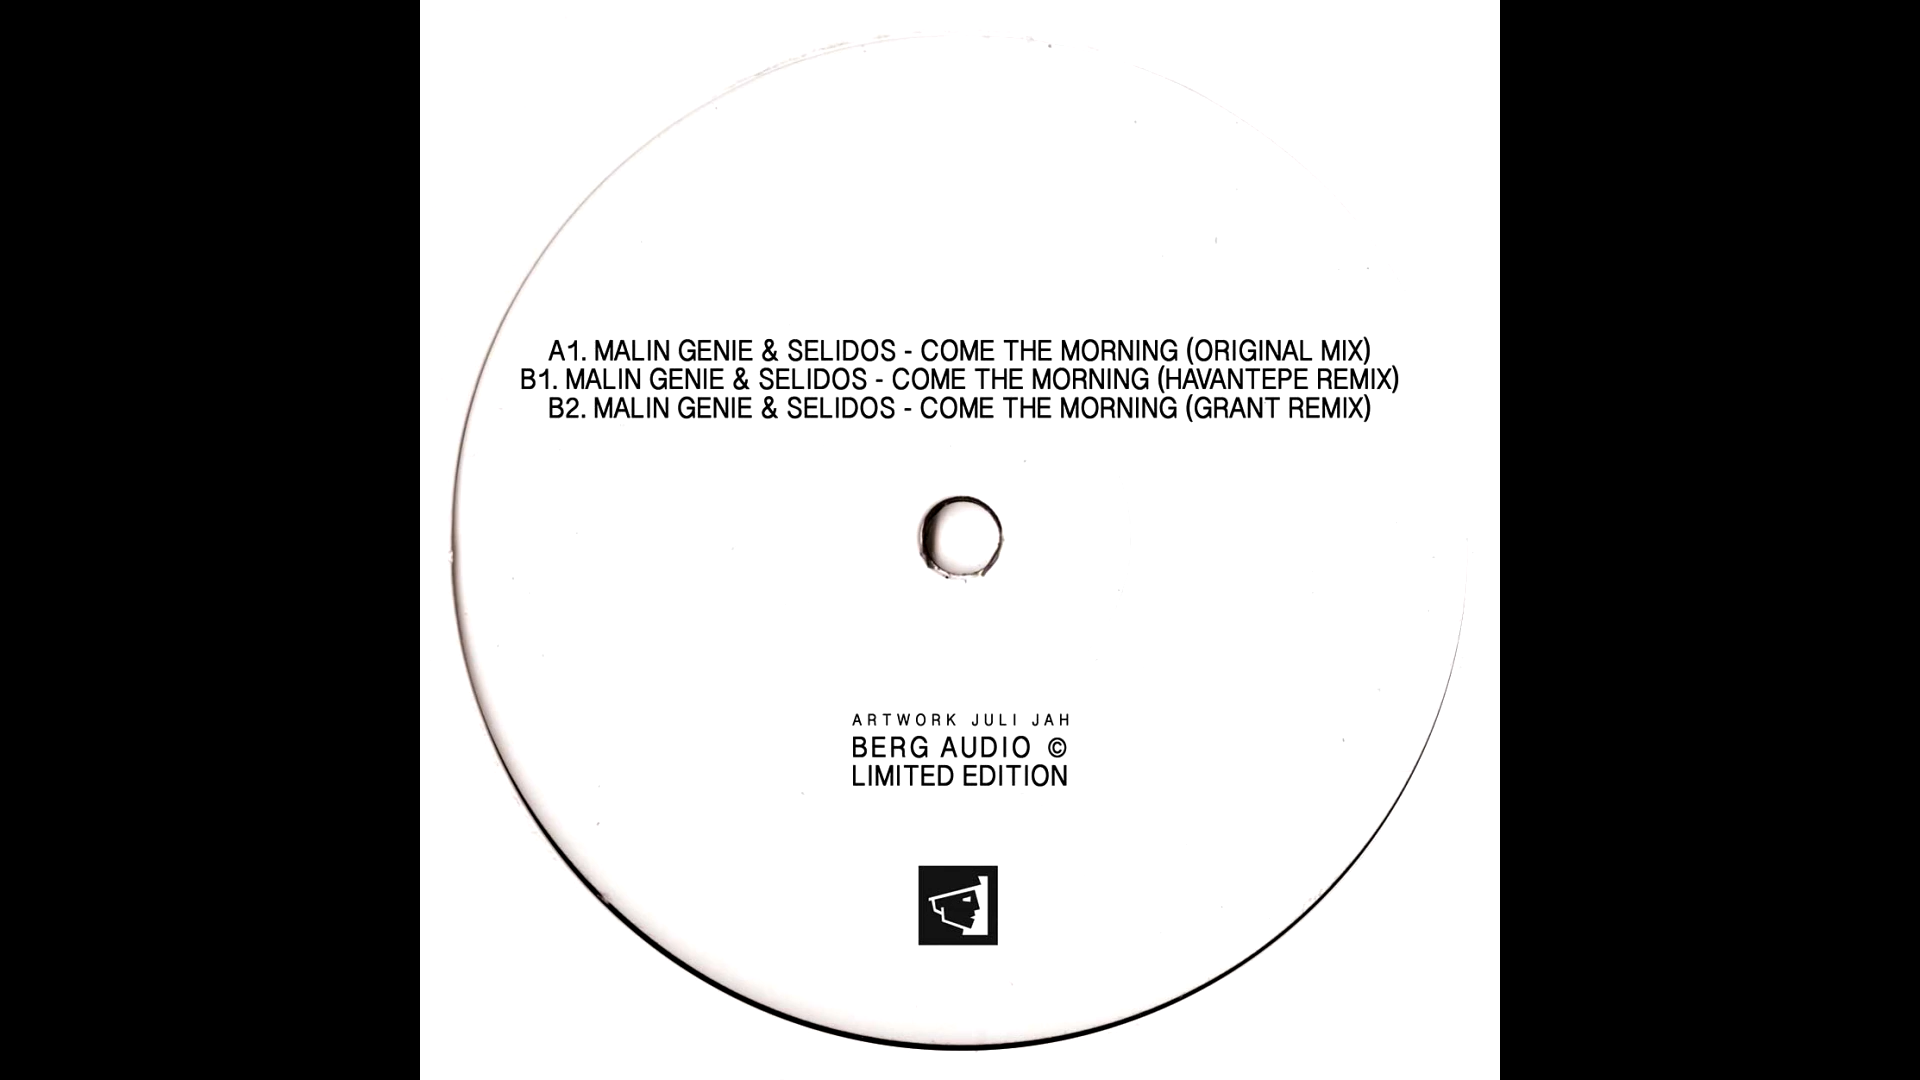 A1. MALIN GENIE & SELIDOS - COME THE MORNING (ORIGINAL MIX)
B1. MALIN GENIE & SELIDOS - COME THE MORNING (HAVANTEPE REMIX)
B2. MALIN GENIE & SELIDOS - COME THE MORNING (GRANT REMIX)
ARTWORK JULI JAH
BERG AUDIO ©
LIMITED EDITION